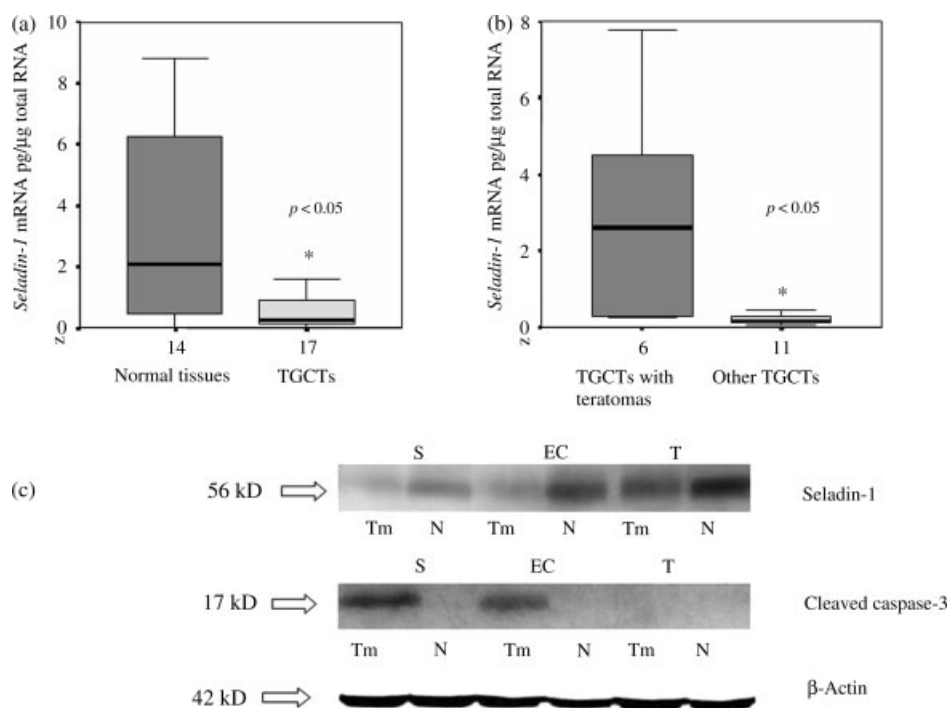 (a)
Seladin-1 mRNA pg/µg total RNA
10
8
6
4
2
0
z
p < 0.05
*
14
17
Normal tissues
TGCTs
(b)
Seladin-1 mRNA pg/µg total RNA
8
6
4
2
0
z
p < 0.05
*
6
11
TGCTs with
teratomas
Other TGCTs
(c)
S EC T
56 kD
Seladin-1
Tm N Tm N Tm N
S EC T
17 kD
Cleaved caspase-3
Tm N Tm N Tm N
42 kD
β-Actin